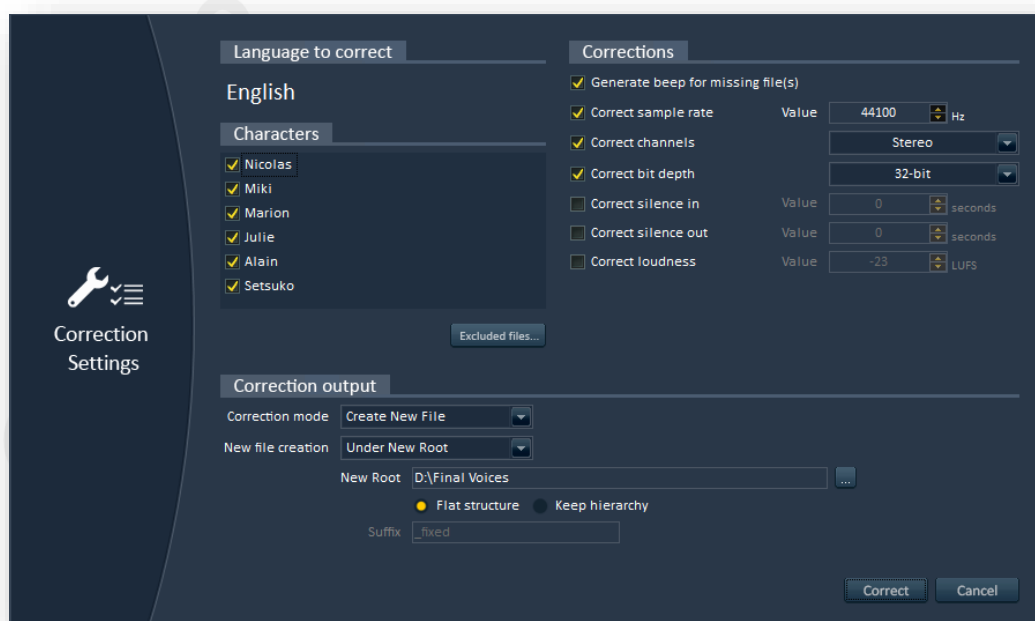 Correction
Settings
Language to correct
English
Characters
Nicolas
Miki
Marion
Julie
Alain
Setsuko
Excluded files...
Corrections
Generate beep for missing file(s)
Correct sample rate Value 44100 Hz
Correct channels Stereo
Correct bit depth 32-bit
Correct silence in Value 0 seconds
Correct silence out Value 0 seconds
Correct loudness Value -23 LUFS
Correction output
Correction mode Create New File
New file creation Under New Root
New Root D:\Final Voices ...
Flat structure Keep hierarchy
Suffix _fixed
Correct Cancel